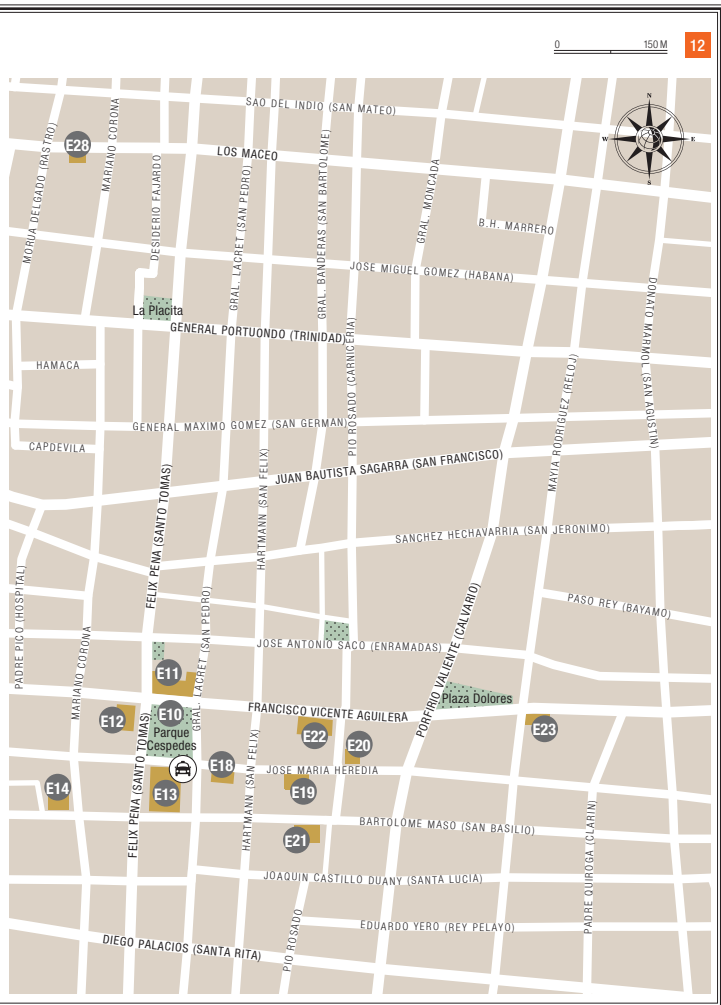 0 150 M
12
SAO DEL INDIO (SAN MATEO)
N
W
E
S
E28
LOS MACEO
MORUA DELGADO (RASTRO)
MARIANO CORONA
DESIDERIO FAJARDO
GRAL. LACRET (SAN PEDRO)
GRAL. BANDERAS (SAN BARTOLOME)
GRAL. MONCADA
B.H. MARRERO
JOSE MIGUEL GOMEZ (HABANA)
DONATO MARMOL (SAN AGUSTIN)
La Placita
GENERAL PORTUONDO (TRINIDAD)
PIO ROSADO (CARNICERIA)
HAMACA
MAYIA RODRIGUEZ (RELOJ)
GENERAL MAXIMO GOMEZ (SAN GERMAN)
CAPDEVILA
JUAN BAUTISTA SAGARRA (SAN FRANCISCO)
HARTMANN (SAN FELIX)
FELIX PENA (SANTO TOMAS)
SANCHEZ HECHAVARRIA (SAN JERONIMO)
PADRE PICO (HOSPITAL)
MARIANO CORONA
GRAL. LACRET (SAN PEDRO)
PASO REY (BAYAMO)
JOSE ANTONIO SACO (ENRAMADAS)
PORFIRIO VALIENTE (CALVARIO)
E11
Plaza Dolores
FRANCISCO VICENTE AGUILERA
E12
E10
Parque
Cespedes
E22
E20
E23
FELIX PENA (SANTO TOMAS)
HARTMANN (SAN FELIX)
E18
JOSE MARIA HEREDIA
E14
E13
E19
BARTOLOME MASO (SAN BASILIO)
E21
PADRE QUIROGA (CLARIN)
JOAQUIN CASTILLO DUANY (SANTA LUCIA)
EDUARDO YERO (REY PELAYO)
PIO ROSADO
DIEGO PALACIOS (SANTA RITA)